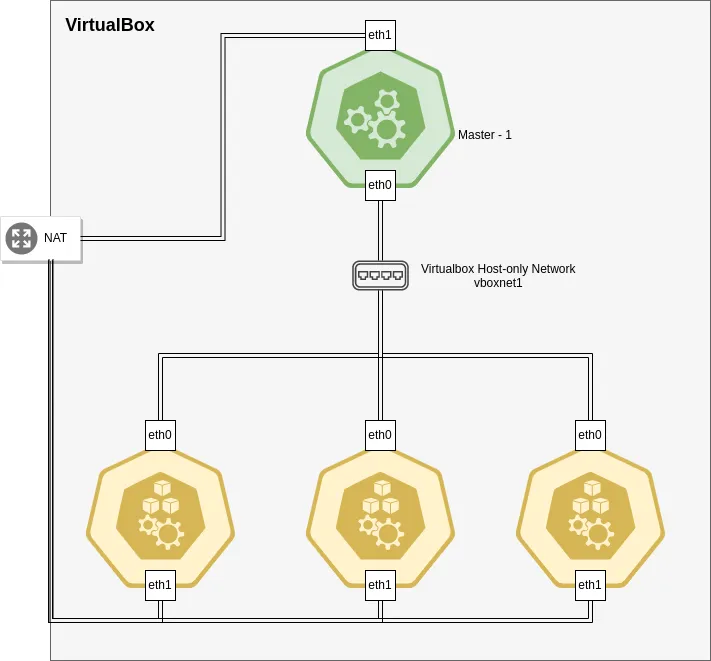 VirtualBox
eth1
Master - 1
eth0
NAT
Virtualbox Host-only Network
vboxnet1
eth0
eth0
eth0
eth1
eth1
eth1